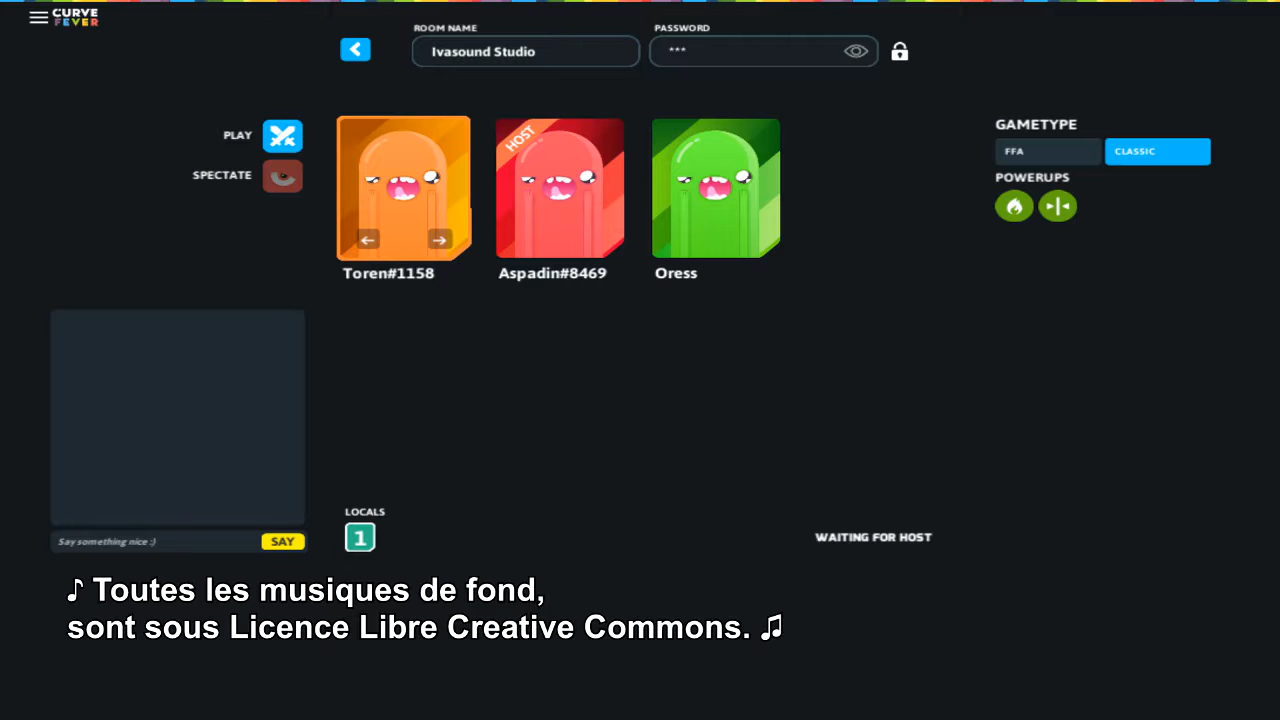 CURVE
FEVER
ROOM NAME
Ivasound Studio
PASSWORD
***
PLAY
SPECTATE
HOST
Toren#1158
Aspadin#8469
Oress
GAMETYPE
FFA
CLASSIC
POWERUPS
Say something nice :)
SAY
LOCALS
1
WAITING FOR HOST
♪ Toutes les musiques de fond,
sont sous Licence Libre Creative Commons. ♫